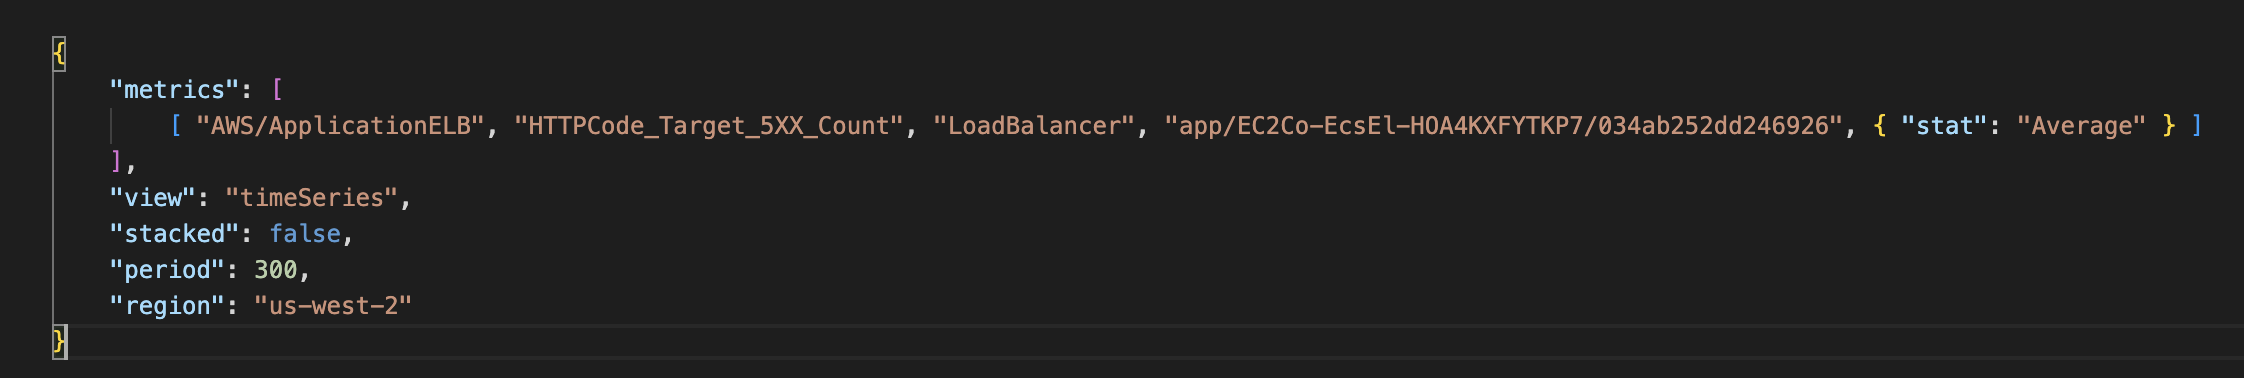 {
    "metrics": [
        [ "AWS/ApplicationELB", "HTTPCode_Target_5XX_Count", "LoadBalancer", "app/EC2Co-EcsEl-HOA4KXFYTKP7/034ab252dd246926", { "stat": "Average" } ]
    ],
    "view": "timeSeries",
    "stacked": false,
    "period": 300,
    "region": "us-west-2"
}